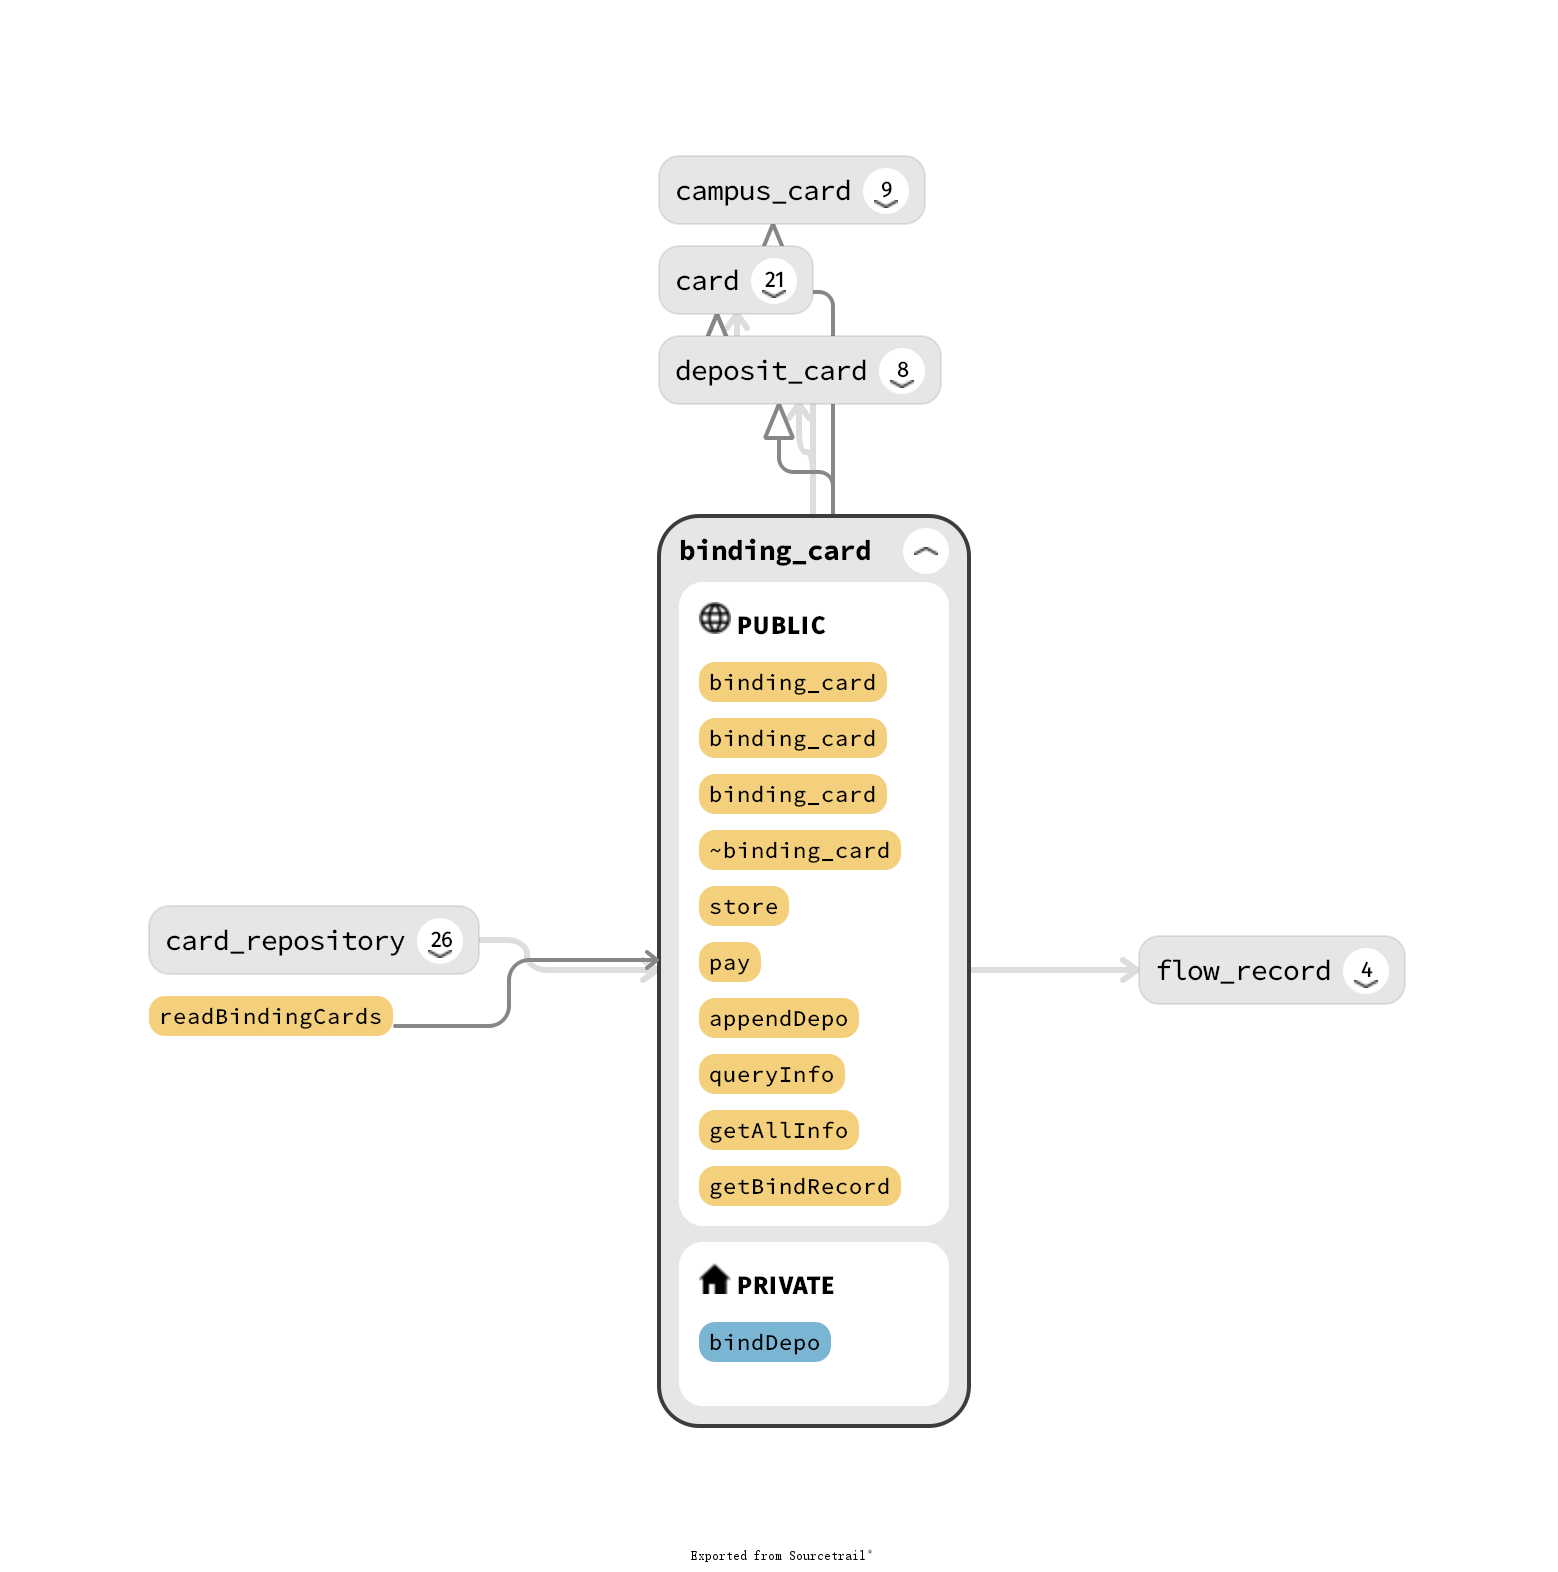 campus_card 9
card 21
deposit_card 8
binding_card
PUBLIC
binding_card
binding_card
binding_card
~binding_card
store
pay
appendDepo
queryInfo
getAllInfo
getBindRecord
PRIVATE
bindDepo
card_repository 26
readBindingCards
flow_record 4
Exported from Sourcetrail®